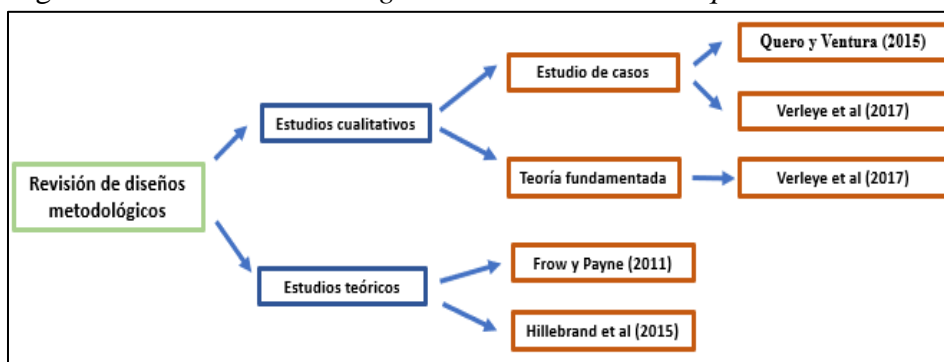 Quero y Ventura (2015)
Estudio de casos
Estudios cualitativos
Verleye et al (2017)
Revisión de diseños
metodológicos
Teoría fundamentada
Verleye et al (2017)
Estudios teóricos
Frow y Payne (2011)
Hillebrand et al (2015)